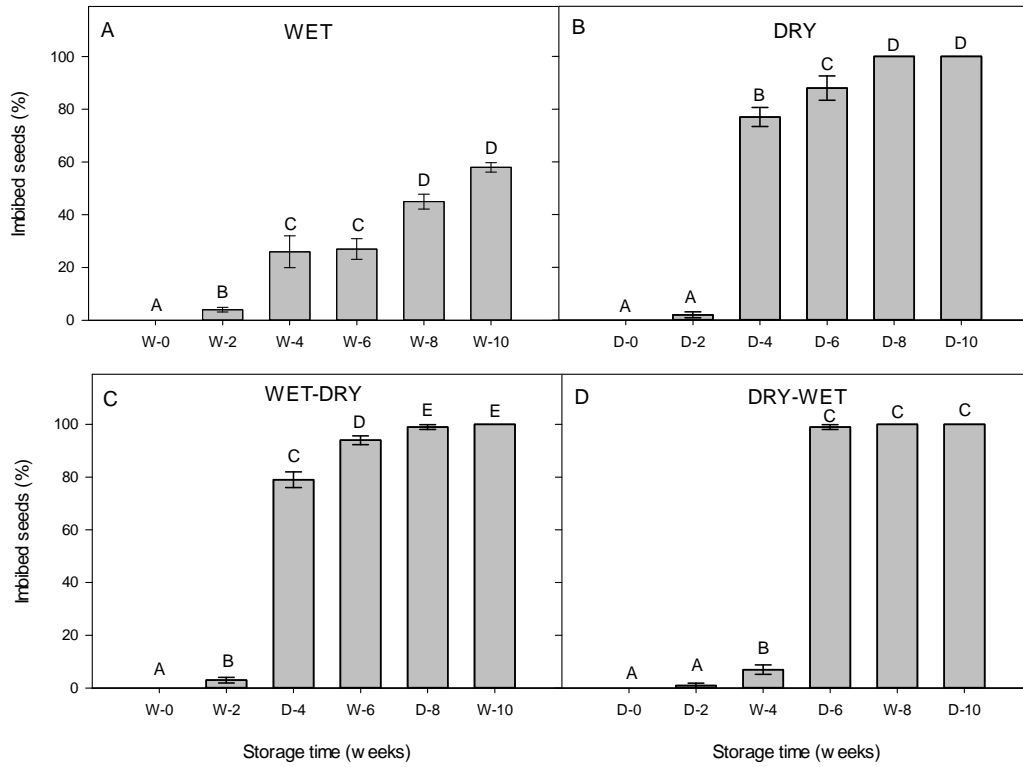 A
WET
Imbibed seeds (%)
100
80
60
40
20
0
A
B
C
C
D
D
W-0 W-2 W-4 W-6 W-8 W-10
B
DRY
A
A
B
C
D
D
D-0 D-2 D-4 D-6 D-8 D-10
C
WET-DRY
Imbibed seeds (%)
100
80
60
40
20
0
A
B
C
D
E
E
W-0 W-2 D-4 W-6 D-8 W-10
Storage time (weeks)
D
DRY-WET
A
A
B
C
C
C
D-0 D-2 W-4 D-6 W-8 D-10
Storage time (weeks)